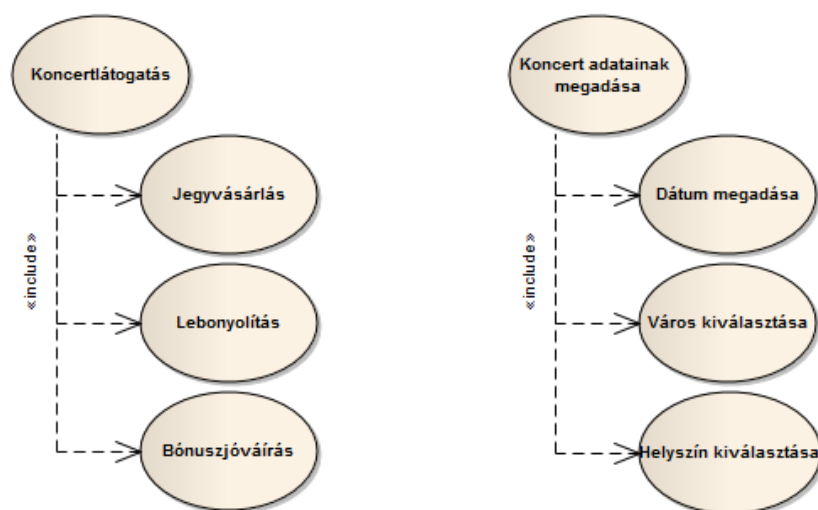 Koncertlátogatás
«include»
Jegyvásárlás
Lebonyolítás
Bónuszjóváírás
Koncert adatainak
megadása
«include»
Dátum megadása
Város kiválasztása
Helyszín kiválasztása